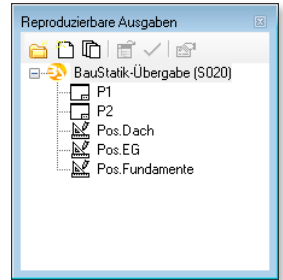 Reproduzierbare Ausgaben
BauStatik-Übergabe (S020)
P1
P2
Pos.Dach
Pos.EG
Pos.Fundamente